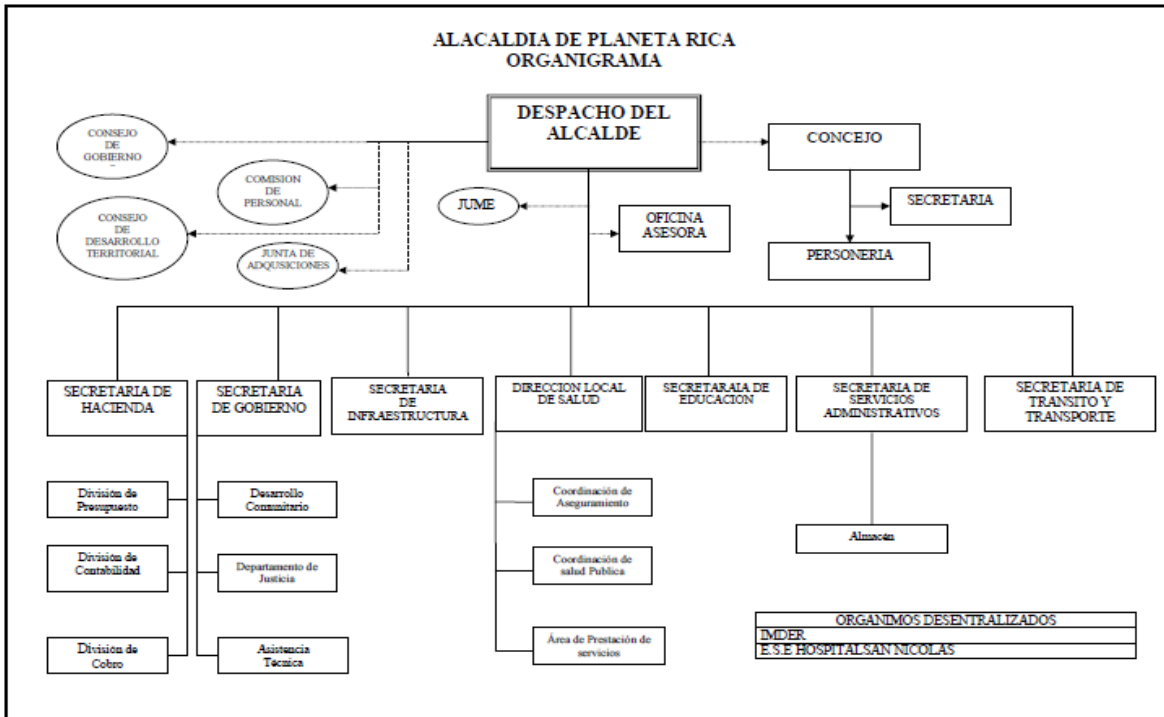 ALACALDIA DE PLANETA RICA
ORGANIGRAMA
DESPACHO DEL
ALCALDE
CONSEJO
DE
GOBIERNO
CONCEJO
COMISION
DE
PERSONAL
JUME
SECRETARIA
CONSEJO
DE
DESARROLLO
TERRITORIAL
OFICINA
ASESORA
JUNTA DE
ADQUSICIONES
PERSONERIA
SECRETARIA DE
HACIENDA
SECRETARIA
DE GOBIERNO
SECRETARIA
DE
INFRAESTRUCTURA
DIRECCION LOCAL
DE SALUD
SECRETARAIA DE
EDUCACION
SECRETARIA DE
SERVICIOS
ADMINISTRATIVOS
SECRETARIA DE
TRANSITO Y
TRANSPORTE
División de
Presupuesto
Desarrollo
Comunitario
Coordinación de
Aseguramiento
Almacén
División de
Contabilidad
Departamento de
Justicia
Coordinación de
salud Publica
División de
Cobro
Asistencia
Técnica
Área de Prestación de
servicios
ORGANIMOS DESENTRALIZADOS
IMDER
E.S.E HOSPITALSAN NICOLAS